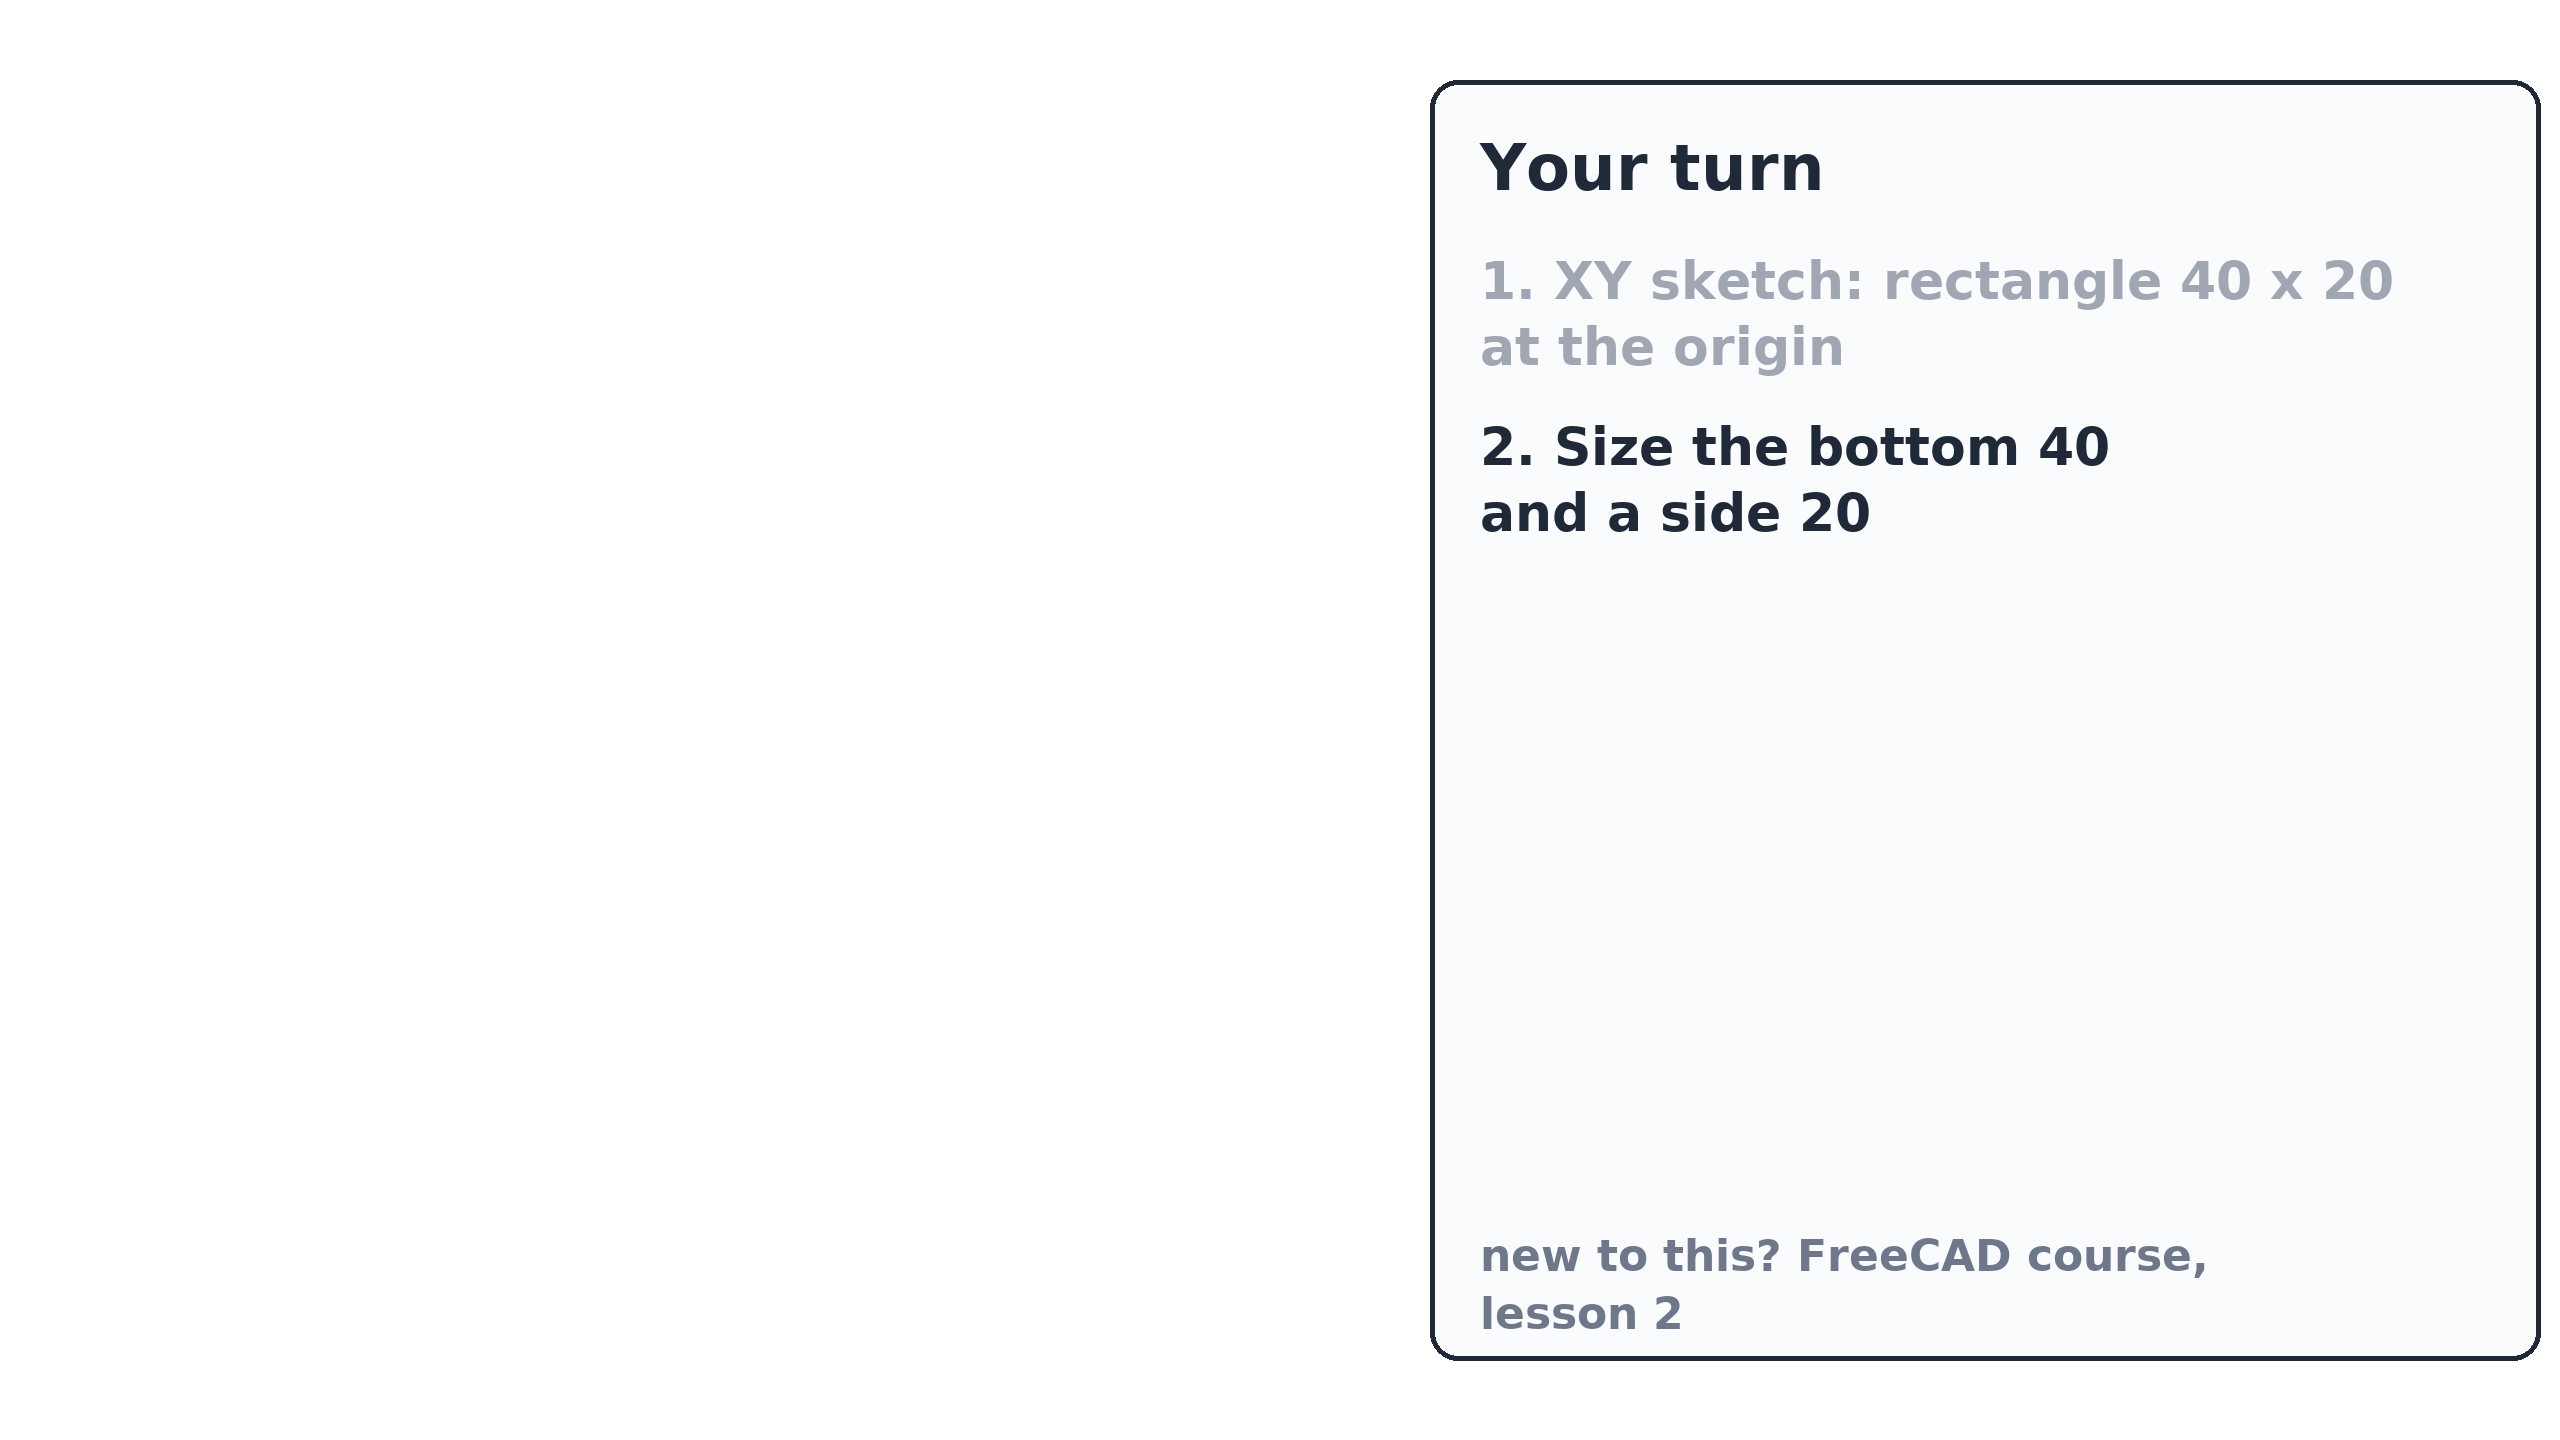 Your turn
1. XY sketch: rectangle 40 x 20
at the origin
2. Size the bottom 40
and a side 20
new to this? FreeCAD course,
lesson 2